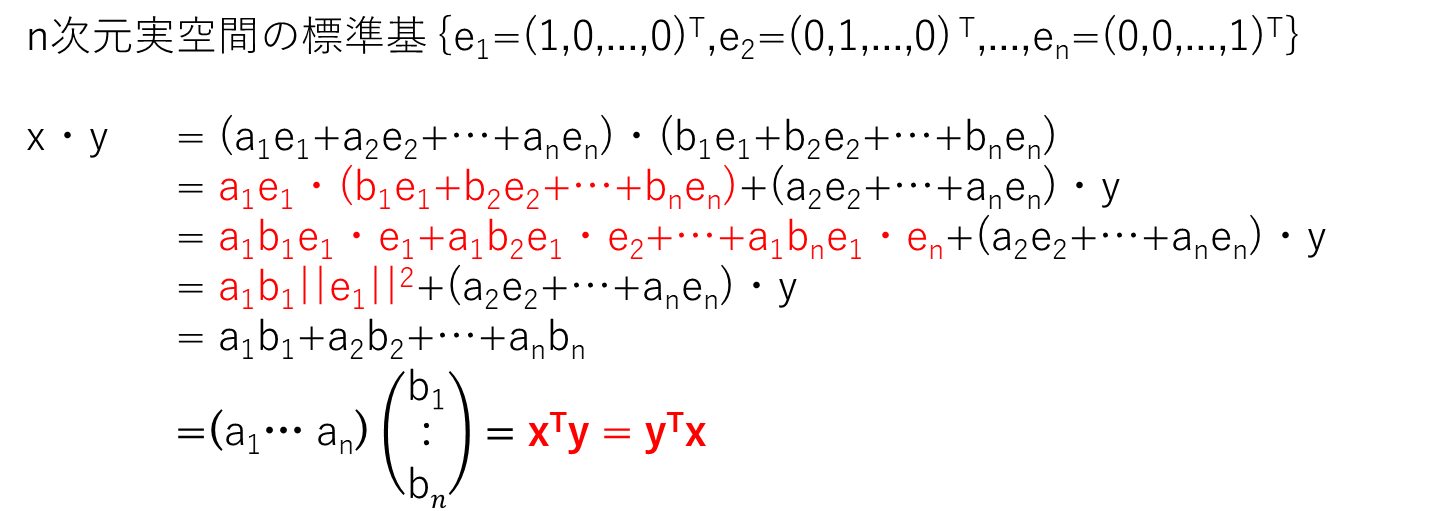 n次元実空間の標準基{e₁=(1,0,…,0)ᵀ,e₂=(0,1,…,0)ᵀ,…,eₙ=(0,0,…,1)ᵀ}
x・y = (a₁e₁+a₂e₂+…+aₙeₙ)・(b₁e₁+b₂e₂+…+bₙeₙ)
= a₁e₁・(b₁e₁+b₂e₂+…+bₙeₙ)+(a₂e₂+…+aₙeₙ)・y
= a₁b₁e₁・e₁+a₁b₂e₁・e₂+…+a₁bₙe₁・eₙ+(a₂e₂+…+aₙeₙ)・y
= a₁b₁||e₁||²+(a₂e₂+…+aₙeₙ)・y
= a₁b₁+a₂b₂+…+aₙbₙ
=(a₁… aₙ)(b₁ : bₙ) = xᵀy = yᵀx